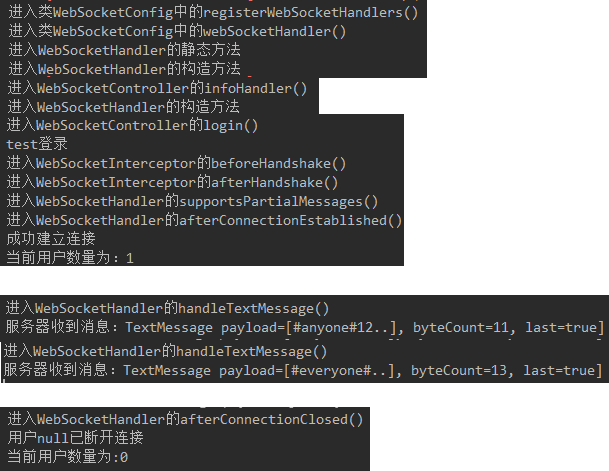 进入类WebSocketConfig中的registerWebSocketHandlers()
进入类WebSocketConfig中的webSocketHandler()
进入WebSocketHandler的静态方法
进入WebSocketHandler的构造方法
进入WebSocketController的infoHandler()
进入WebSocketHandler的构造方法
进入WebSocketController的login()
test登录
进入WebSocketInterceptor的beforeHandshake()
进入WebSocketInterceptor的afterHandshake()
进入WebSocketHandler的supportsPartialMessages()
进入WebSocketHandler的afterConnectionEstablished()
成功建立连接
当前用户数量为：1
进入WebSocketHandler的handleTextMessage()
服务器收到消息：TextMessage payload=[#anyone#12..], byteCount=11, last=true]
进入WebSocketHandler的handleTextMessage()
服务器收到消息：TextMessage payload=[#everyone#..], byteCount=13, last=true]
进入WebSocketHandler的afterConnectionClosed()
用户null已断开连接
当前用户数量为:0